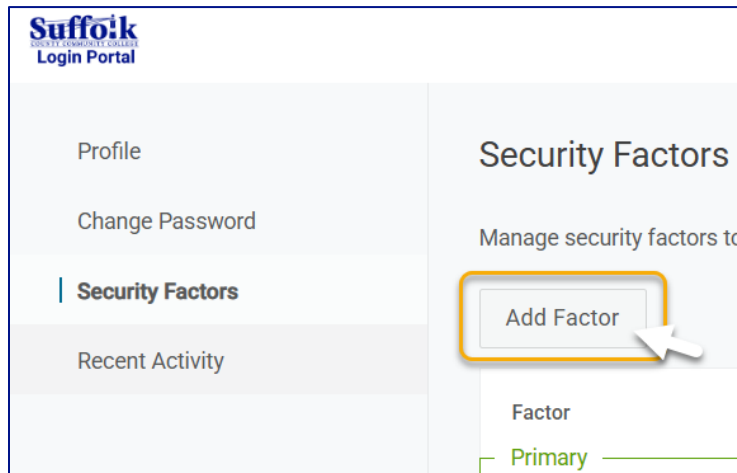 Suffolk
COUNTY COMMUNITY COLLEGE
Login Portal
Profile
Change Password
Security Factors
Recent Activity
Security Factors
Manage security factors to
Add Factor
Factor
Primary